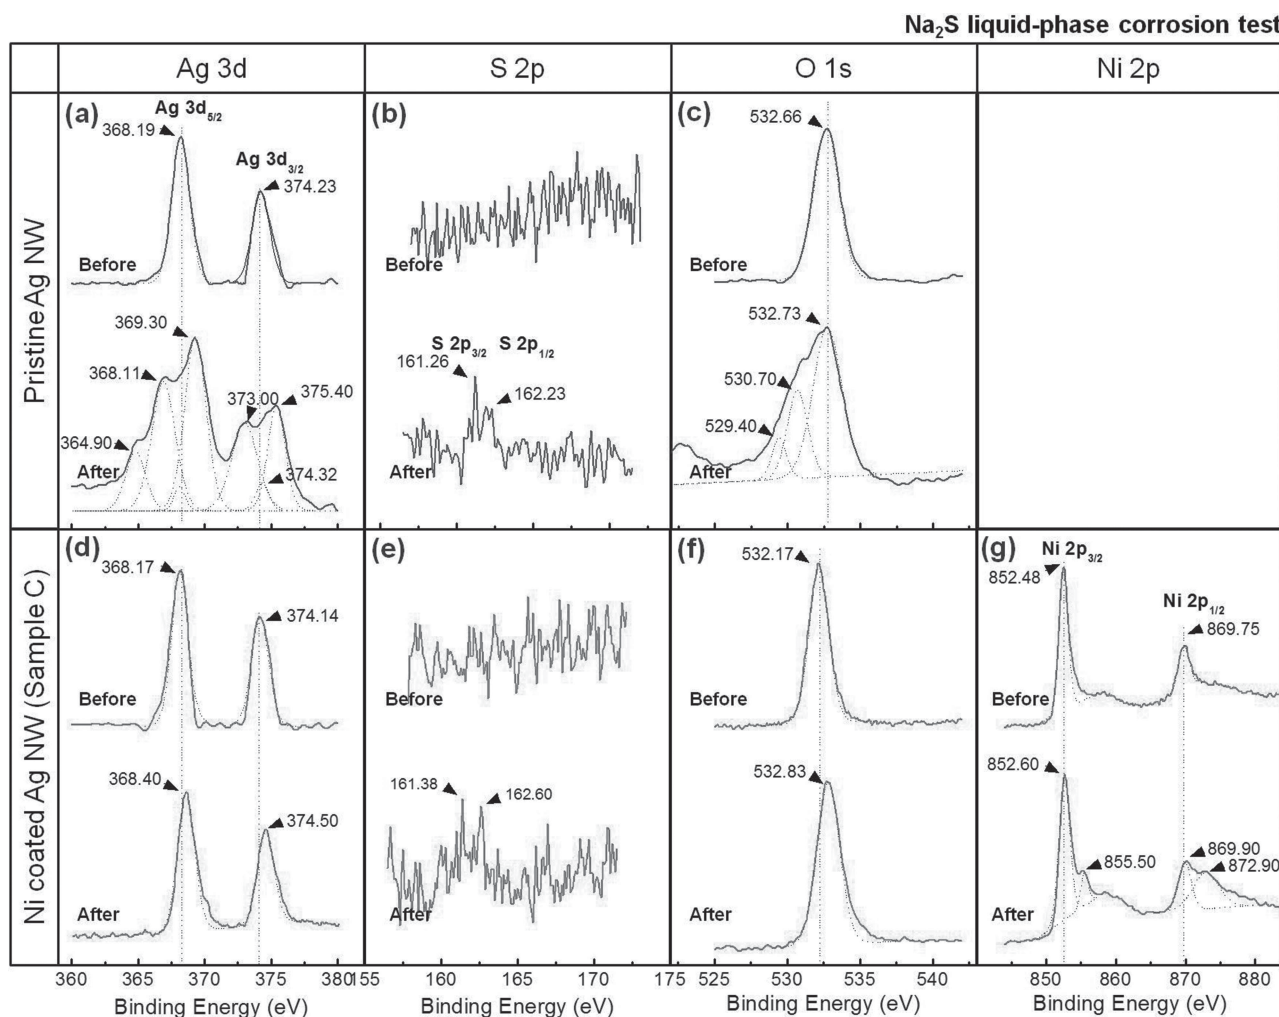 Na₂S liquid-phase corrosion test
Ag 3d S 2p O 1s Ni 2p
Pristine Ag NW
(a) Ag 3d₅/₂
368.19
Ag 3d₃/₂
374.23
Before
369.30
368.11
373.00
375.40
364.90
374.32
After
(b)
Before
S 2p₃/₂ S 2p₁/₂
161.26
162.23
After
(c)
532.66
Before
532.73
530.70
529.40
After
Ni coated Ag NW (Sample C)
(d)
368.17
374.14
Before
368.40
374.50
After
360 365 370 375 380
Binding Energy (eV)
(e)
Before
161.38
162.60
After
155 160 165 170 175
Binding Energy (eV)
(f)
532.17
Before
532.83
After
525 530 535 540
Binding Energy (eV)
(g)
Ni 2p₃/₂
852.48
Ni 2p₁/₂
869.75
Before
852.60
855.50
869.90
872.90
After
850 860 870 880
Binding Energy (eV)